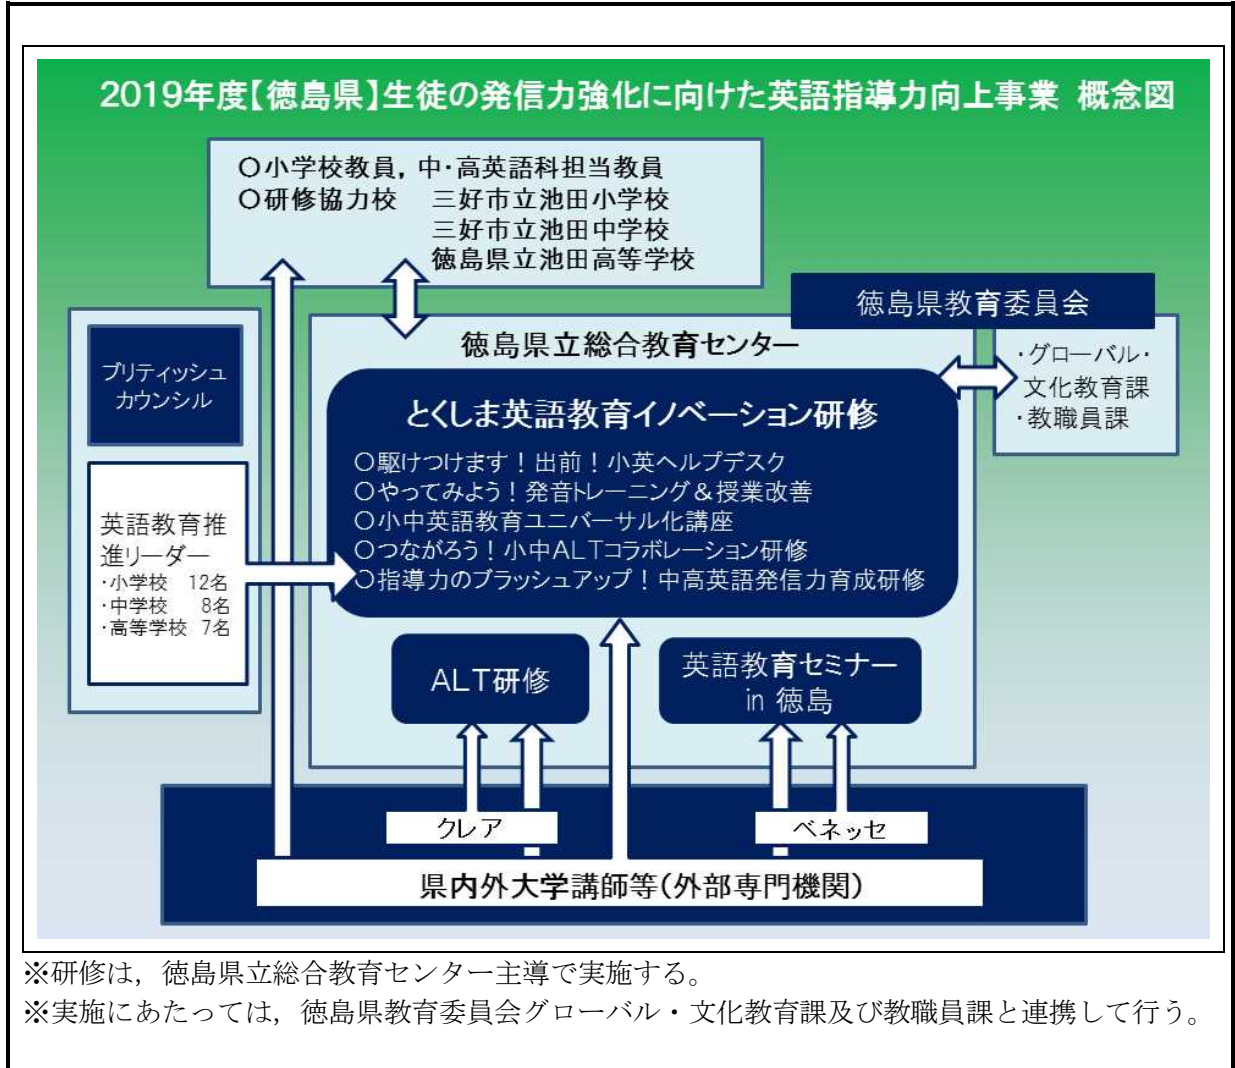 2019年度【徳島県】生徒の発信力強化に向けた英語指導力向上事業 概念図
○小学校教員，中・高英語科担当教員
○研修協力校　三好市立池田小学校
三好市立池田中学校
徳島県立池田高等学校
徳島県教育委員会
・グローバル・
文化教育課
・教職員課
ブリティッシュ
カウンシル
英語教育推
進リーダー
・小学校　12名
・中学校　8名
・高等学校　7名
徳島県立総合教育センター
とくしま英語教育イノベーション研修
○駆けつけます！出前！小英ヘルプデスク
○やってみよう！発音トレーニング＆授業改善
○小中英語教育ユニバーサル化講座
○つながろう！小中ALTコラボレーション研修
○指導力のブラッシュアップ！中高英語発信力育成研修
ALT研修
英語教育セミナー
in 徳島
クレア
ベネッセ
県内外大学講師等（外部専門機関）
※研修は，徳島県立総合教育センター主導で実施する。
※実施にあたっては，徳島県教育委員会グローバル・文化教育課及び教職員課と連携して行う。